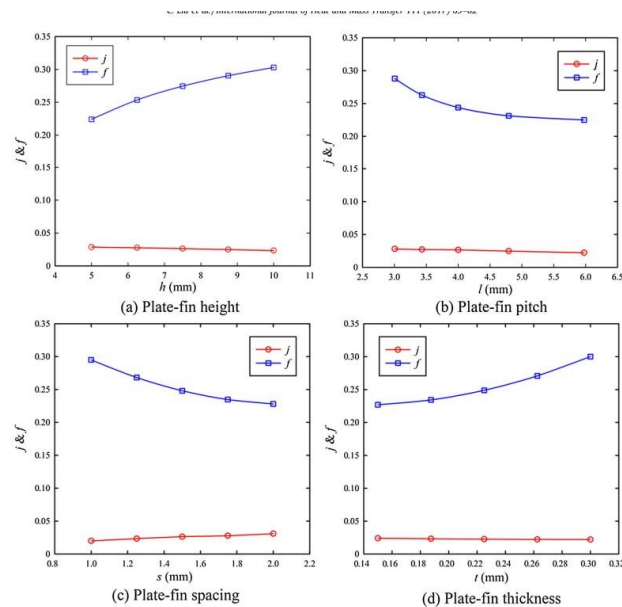 j
f
0.35
0.30
0.25
0.20
0.15
0.10
0.05
0
j & f
4 5 6 7 8 9 10 11
h (mm)
(a) Plate-fin height
j
f
0.35
0.30
0.25
0.20
0.15
0.10
0.05
0
j & f
2.5 3.0 3.5 4.0 4.5 5.0 5.5 6.0 6.5
l (mm)
(b) Plate-fin pitch
j
f
0.35
0.30
0.25
0.20
0.15
0.10
0.05
0
j & f
0.8 1.0 1.2 1.4 1.6 1.8 2.0 2.2
s (mm)
(c) Plate-fin spacing
j
f
0.35
0.30
0.25
0.20
0.15
0.10
0.05
0
j & f
0.14 0.16 0.18 0.20 0.22 0.24 0.26 0.28 0.30 0.32
t (mm)
(d) Plate-fin thickness